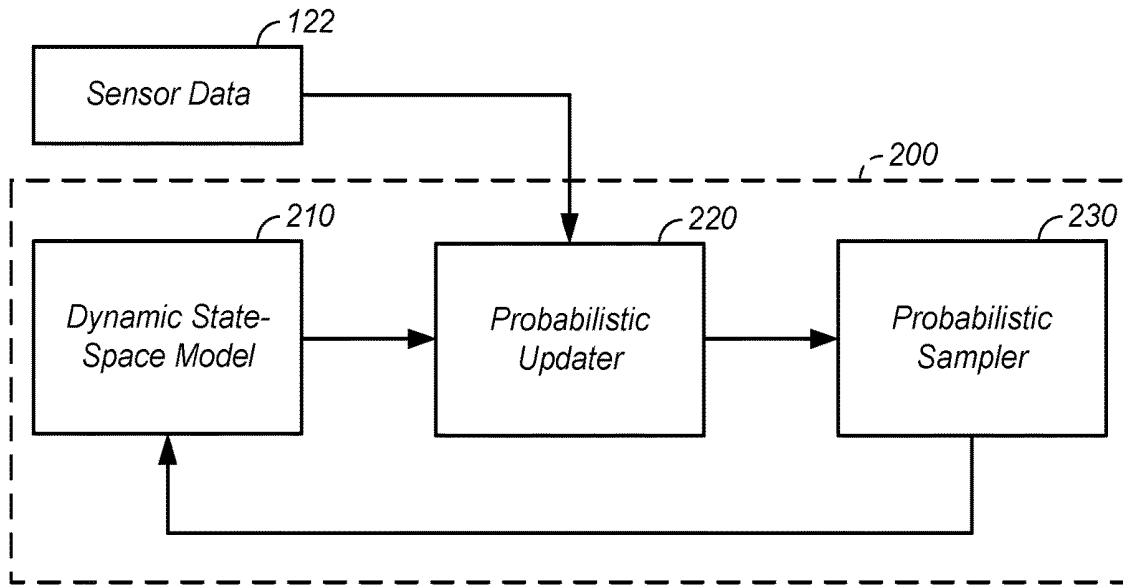 122
Sensor Data
200
210
220
230
Dynamic State-
Space Model
Probabilistic
Updater
Probabilistic
Sampler